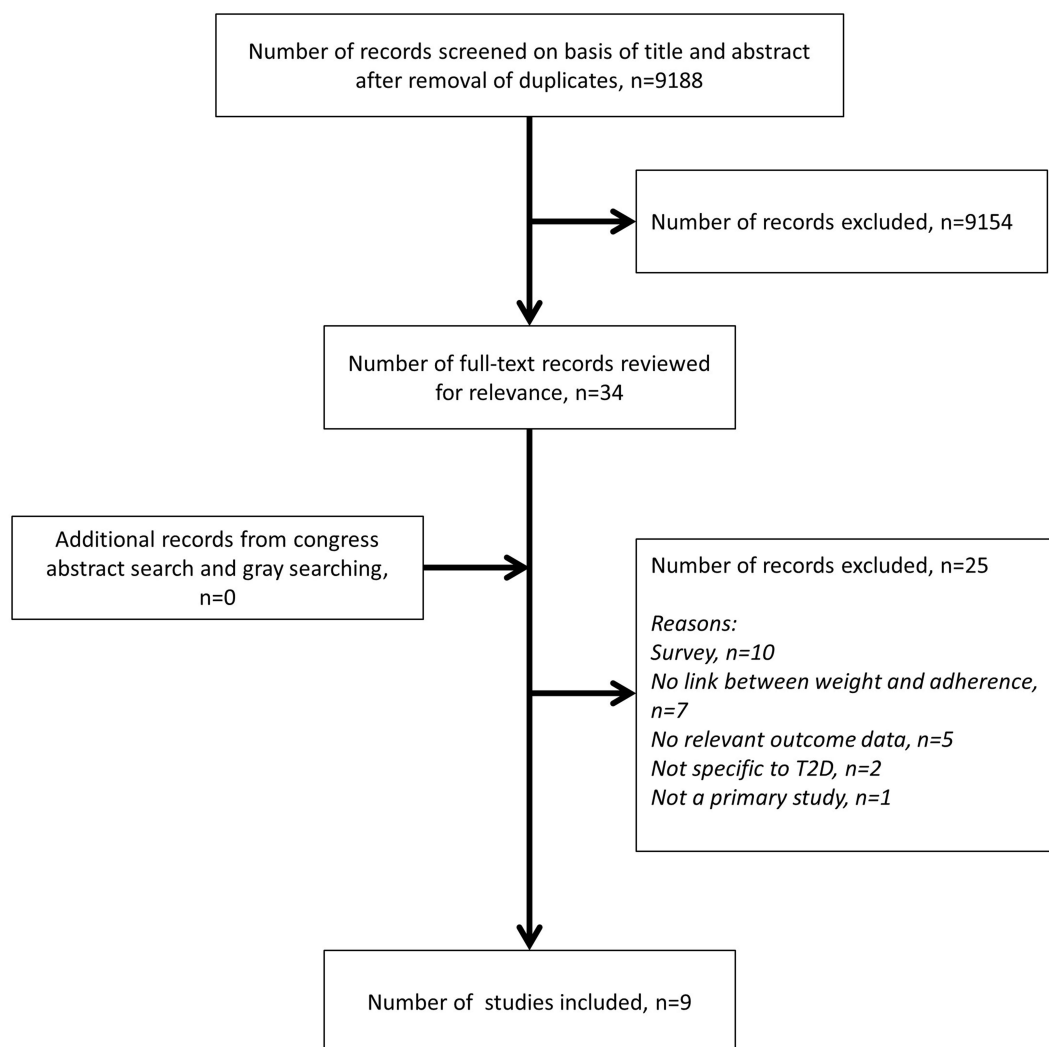 Number of records screened on basis of title and abstract
after removal of duplicates, n=9188
Number of records excluded, n=9154
Number of full-text records reviewed
for relevance, n=34
Additional records from congress
abstract search and gray searching,
n=0
Number of records excluded, n=25
Reasons:
Survey, n=10
No link between weight and adherence,
n=7
No relevant outcome data, n=5
Not specific to T2D, n=2
Not a primary study, n=1
Number of  studies included, n=9